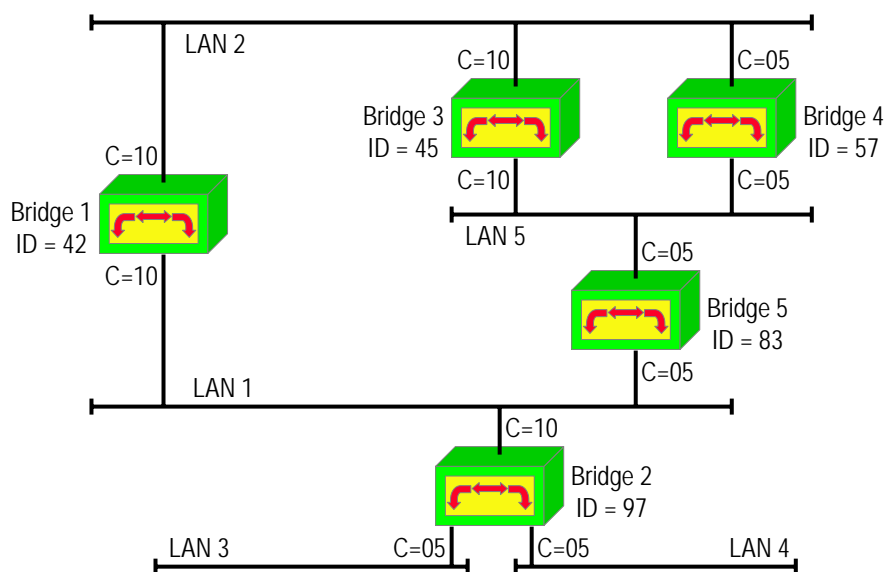 LAN 2
C=10
C=05
Bridge 3
ID = 45
Bridge 4
ID = 57
C=10
C=10
C=05
Bridge 1
ID = 42
LAN 5
C=10
C=05
Bridge 5
ID = 83
LAN 1
C=05
C=10
Bridge 2
ID = 97
LAN 3
C=05
C=05
LAN 4